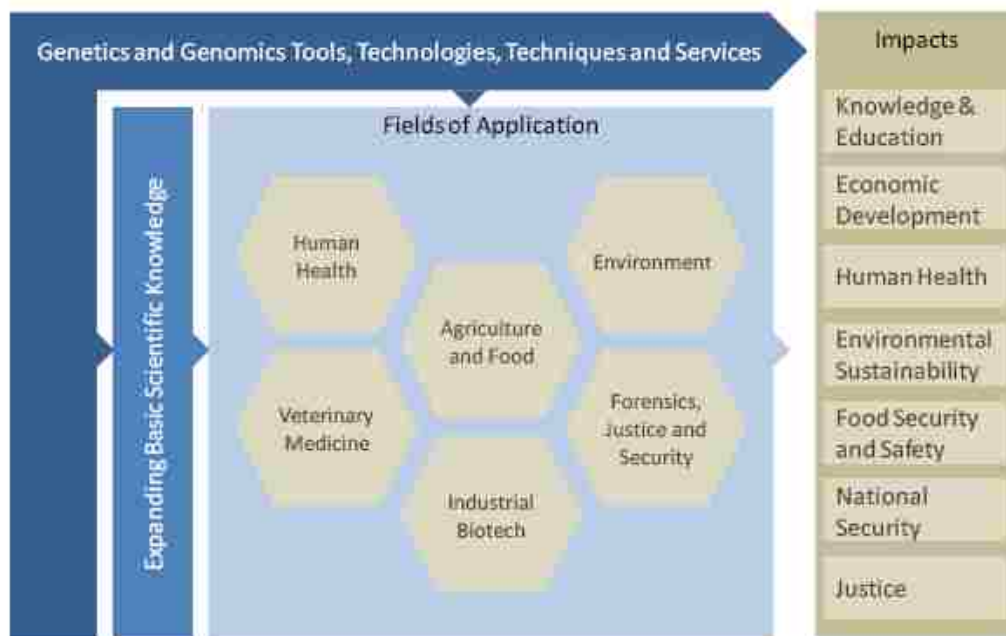 Genetics and Genomics Tools, Technologies, Techniques and Services
Expanding Basic Scientific Knowledge
Fields of Application
Human
Health
Environment
Agriculture
and Food
Veterinary
Medicine
Forensics,
Justice and
Security
Industrial
Biotech
Impacts
Knowledge &
Education
Economic
Development
Human Health
Environmental
Sustainability
Food Security
and Safety
National
Security
Justice